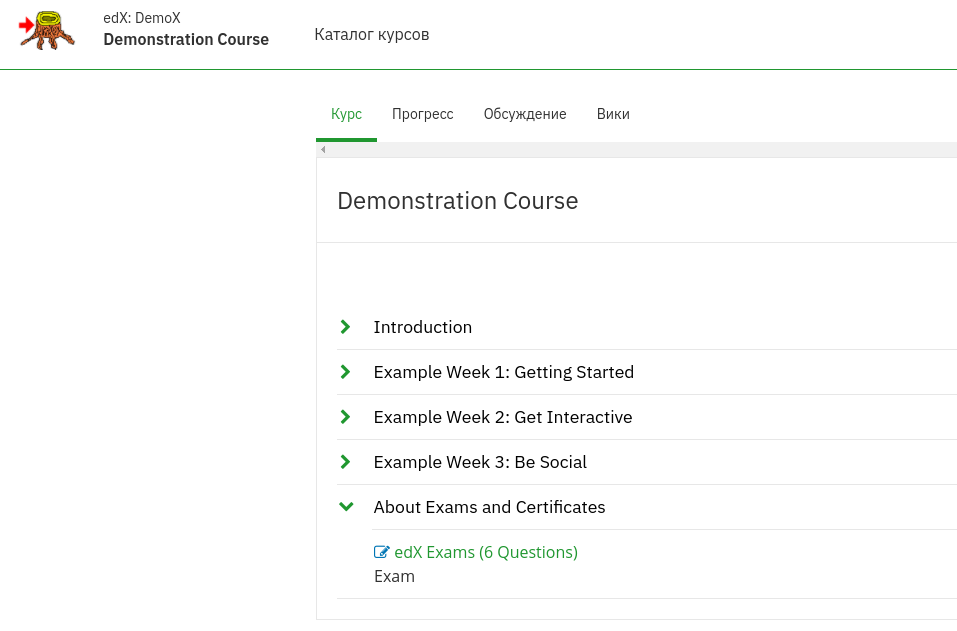 edX: DemoX
Demonstration Course
Каталог курсов
Курс Прогресс Обсуждение Вики
Demonstration Course
Introduction
Example Week 1: Getting Started
Example Week 2: Get Interactive
Example Week 3: Be Social
About Exams and Certificates
edX Exams (6 Questions)
Exam